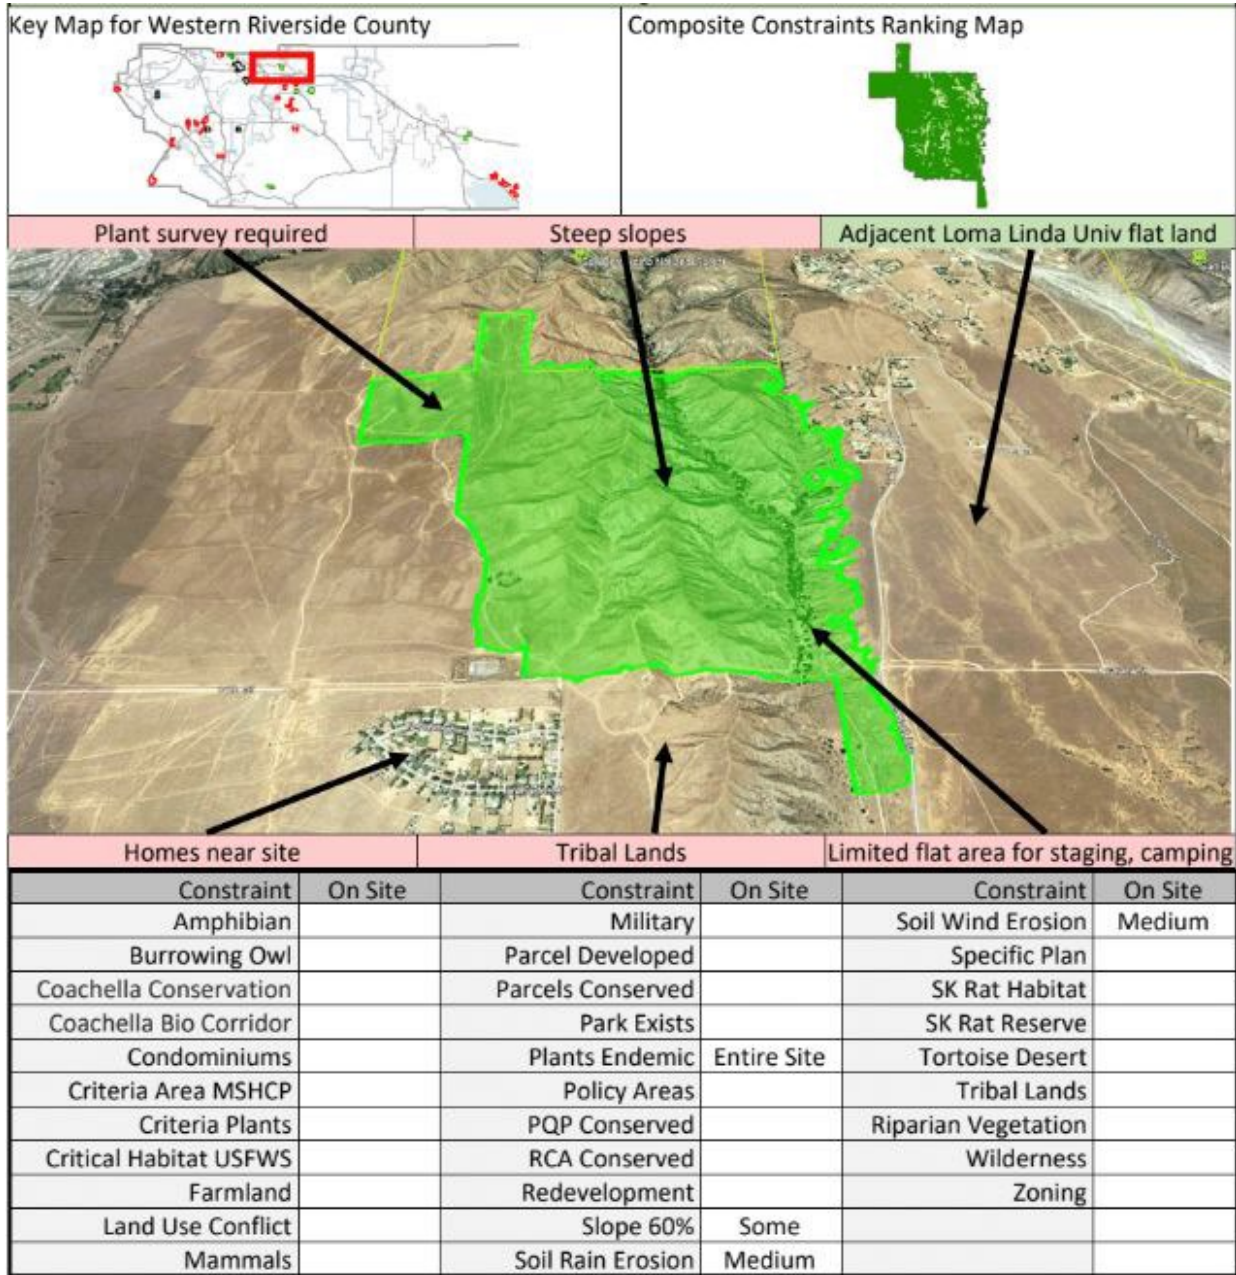 Key Map for Western Riverside County
Composite Constraints Ranking Map
Plant survey required
Steep slopes
Adjacent Loma Linda Univ flat land
Homes near site
Tribal Lands
Limited flat area for staging, camping
Constraint On Site Constraint On Site Constraint On Site
Amphibian Military Soil Wind Erosion Medium
Burrowing Owl Parcel Developed Specific Plan
Coachella Conservation Parcels Conserved SK Rat Habitat
Coachella Bio Corridor Park Exists SK Rat Reserve
Condominiums Plants Endemic Entire Site Tortoise Desert
Criteria Area MSHCP Policy Areas Tribal Lands
Criteria Plants PQP Conserved Riparian Vegetation
Critical Habitat USFWS RCA Conserved Wilderness
Farmland Redevelopment Zoning
Land Use Conflict Slope 60% Some
Mammals Soil Rain Erosion Medium